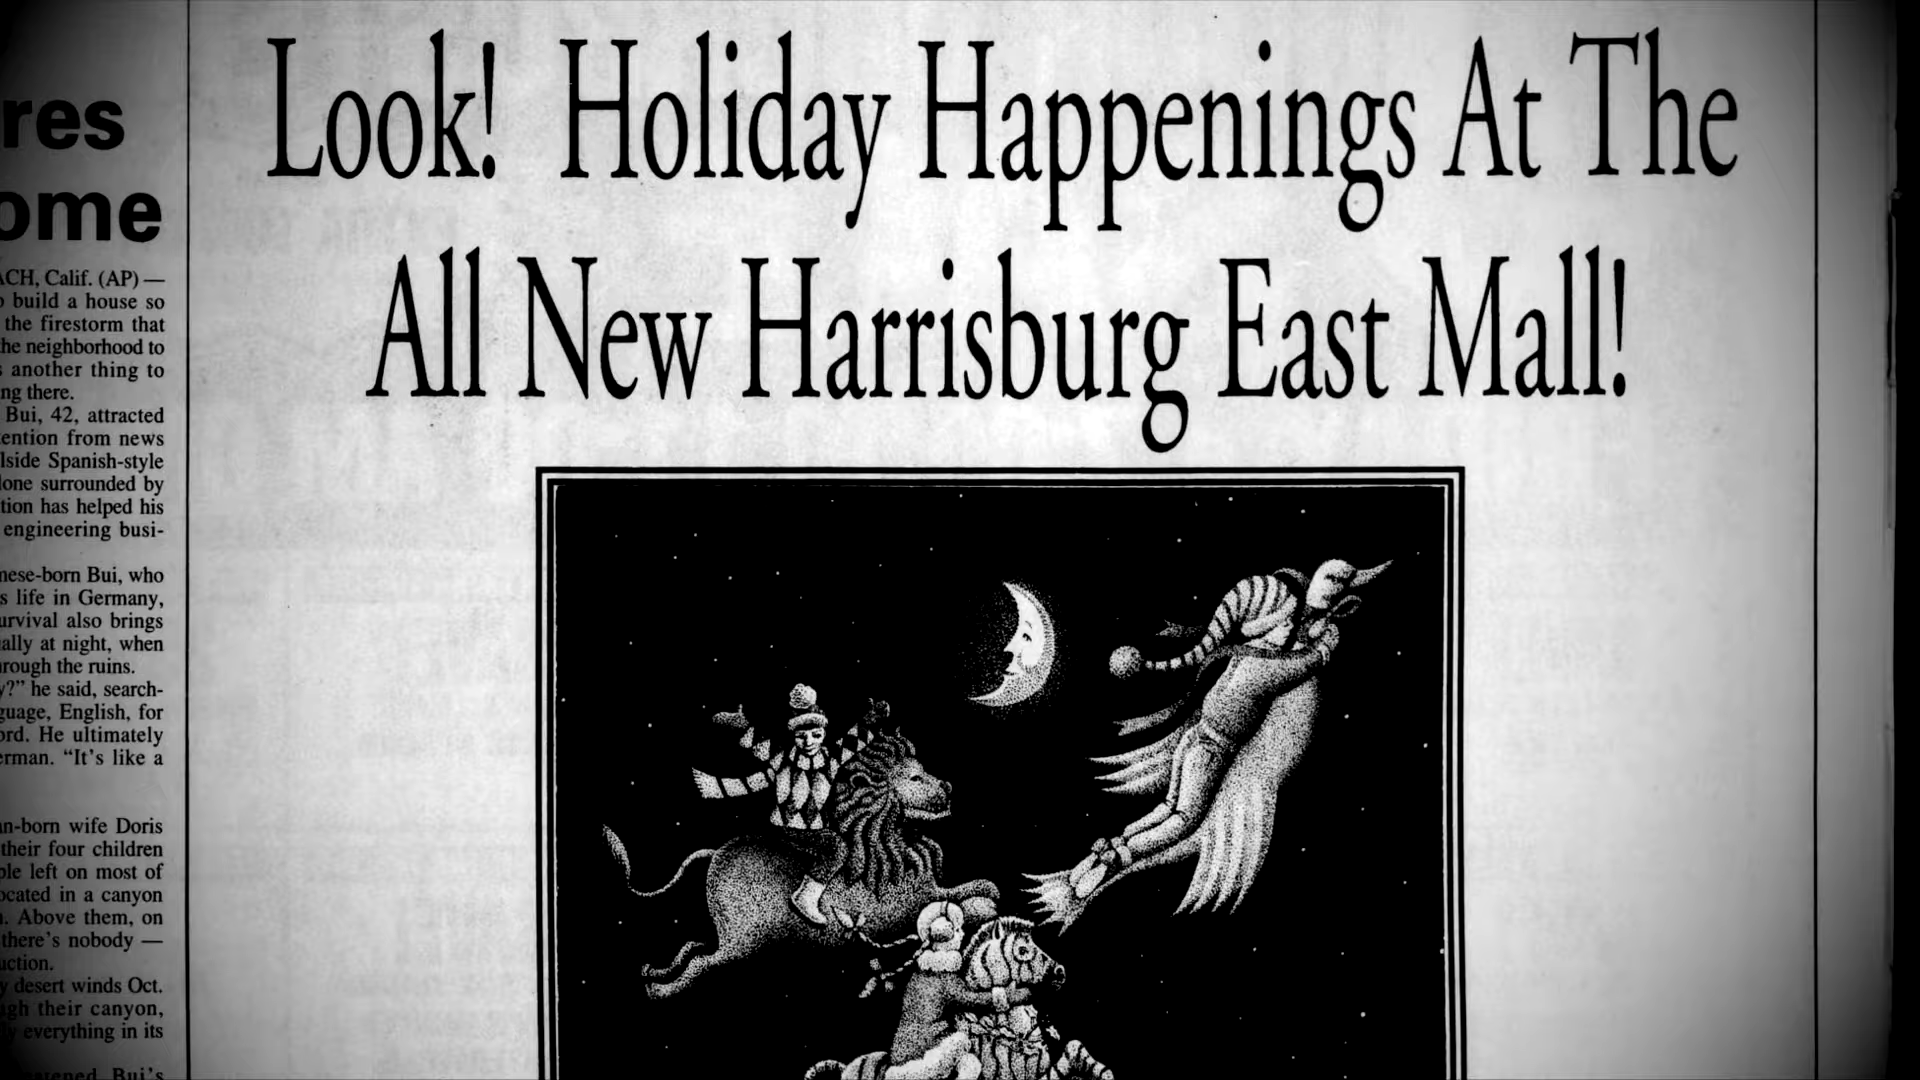 res
ome
ACH, Calif. (AP) —
build a house so
the firestorm that
he neighborhood to
another thing to
ng there.
Bui, 42, attracted
ention from news
lside Spanish-style
one surrounded by
tion has helped his
engineering busi-
nese-born Bui, who
s life in Germany,
urvival also brings
ally at night, when
rough the ruins.
y?” he said, search-
guage, English, for
ord. He ultimately
erman. “It’s like a
an-born wife Doris
their four children
ple left on most of
ocated in a canyon
. Above them, on
there’s nobody —
uction.
y desert winds Oct.
gh their canyon,
everything in its
Bui’s
Look! Holiday Happenings At The
All New Harrisburg East Mall!